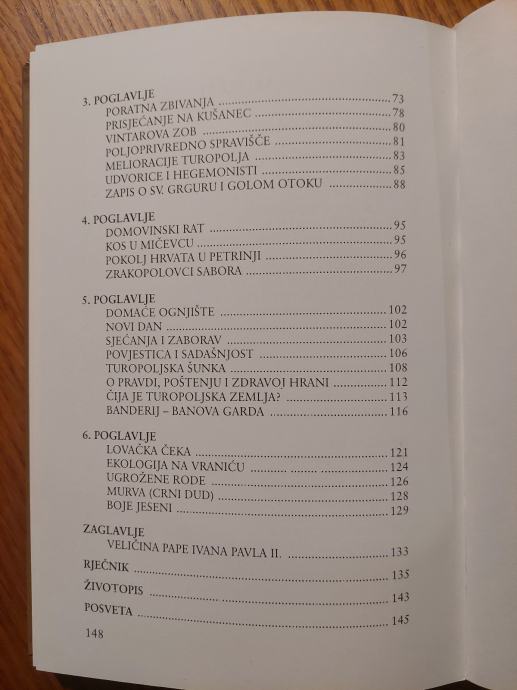 3. POGLAVLJE
PORATNA ZBIVANJA ........ 73
PRISJEĆANJE NA KUŠANEC ........ 78
VINTAROVA ZOB ........ 80
POLJOPRIVREDNO SPRAVIŠČE ........ 81
MELIORACIJE TUROPOLJA ........ 83
UDVORICE I HEGEMONISTI ........ 85
ZAPIS O SV. GRGURU I GOLOM OTOKU ........ 88
4. POGLAVLJE
DOMOVINSKI RAT ........ 95
KOS U MIČEVCU ........ 95
POKOLJ HRVATA U PETRINJI ........ 96
ZRAKOPOLOVCI SABORA ........ 97
5. POGLAVLJE
DOMAĆE OGNJIŠTE ........ 102
NOVI DAN ........ 102
SJEĆANJA I ZABORAV ........ 103
POVJESTICA I SADAŠNJOST ........ 106
TUROPOLJSKA ŠUNKA ........ 108
O PRAVDI, POŠTENJU I ZDRAVOJ HRANI ........ 112
ČIJA JE TUROPOLJSKA ZEMLJA? ........ 113
BANDERIJ – BANOVA GARDA ........ 116
6. POGLAVLJE
LOVAČKA ČEKA ........ 121
EKOLOGIJA NA VRANIĆU ........ 124
UGROŽENE RODE ........ 126
MURVA (CRNI DUD) ........ 128
BOJE JESENI ........ 129
ZAGLAVLJE
VELIČINA PAPE IVANA PAVLA II. ........ 133
RJEČNIK ........ 135
ŽIVOTOPIS ........ 143
POSVETA ........ 145
148